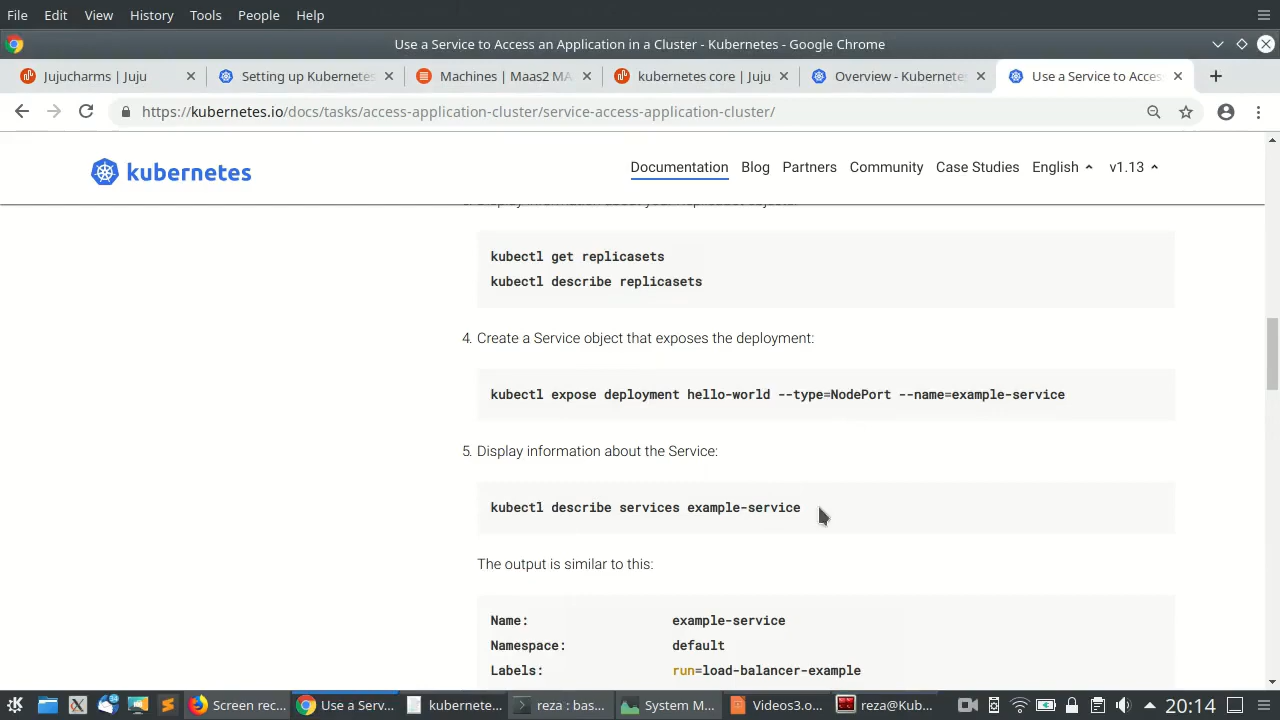 File Edit View History Tools People Help
Use a Service to Access an Application in a Cluster - Kubernetes - Google Chrome
Jujucharms | Juju
Setting up Kubernetes
Machines | Maas2 MA
kubernetes core | Juju
Overview - Kubernete
Use a Service to Acces
https://kubernetes.io/docs/tasks/access-application-cluster/service-access-application-cluster/
kubernetes
Documentation Blog Partners Community Case Studies English v1.13
kubectl get replicasets
kubectl describe replicasets
4. Create a Service object that exposes the deployment:
kubectl expose deployment hello-world --type=NodePort --name=example-service
5. Display information about the Service:
kubectl describe services example-service
The output is similar to this:
Name: example-service
Namespace: default
Labels: run=load-balancer-example
Screen rec...
Use a Serv...
kubernete...
reza : bas...
System M...
Videos3.o...
reza@Kub...
20:14